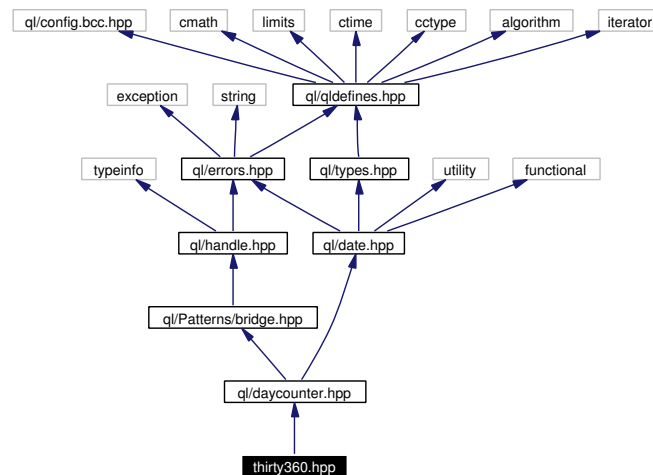 ql/config.bcc.hpp cmath limits ctime cctype algorithm iterator
exception string ql/qldefines.hpp
typeinfo ql/errors.hpp ql/types.hpp utility functional
ql/handle.hpp ql/date.hpp
ql/Patterns/bridge.hpp
ql/daycounter.hpp
thirty360.hpp